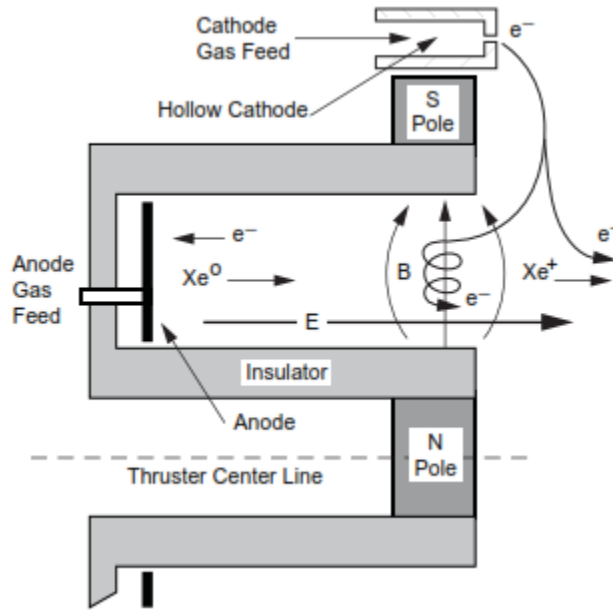 Cathode
Gas Feed
e⁻
Hollow Cathode
S
Pole
e⁻
Anode
Gas
Feed
Xe⁰
B
e⁻
Xe⁺
e⁻
E
Insulator
Anode
N
Pole
Thruster Center Line